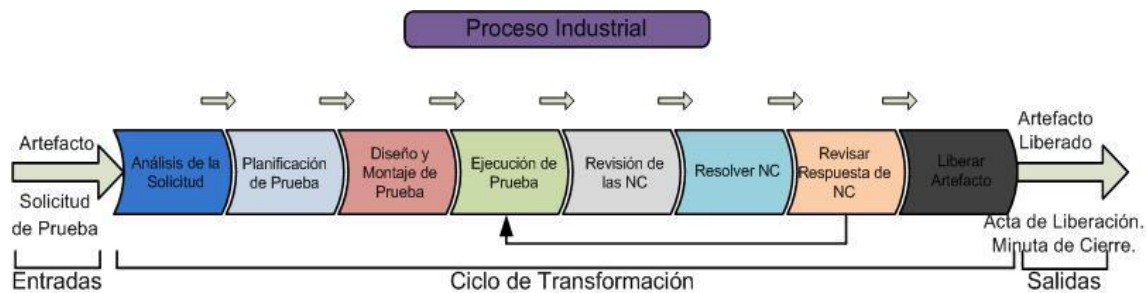 Proceso Industrial
Artefacto
Solicitud
de Prueba
Análisis de la
Solicitud
Planificación
de Prueba
Diseño y
Montaje de
Prueba
Ejecución de
Prueba
Revisión de
las NC
Resolver NC
Revisar
Respuesta de
NC
Liberar
Artefacto
Artefacto
Liberado
Acta de Liberación.
Minuta de Cierre.
Entradas
Ciclo de Transformación
Salidas